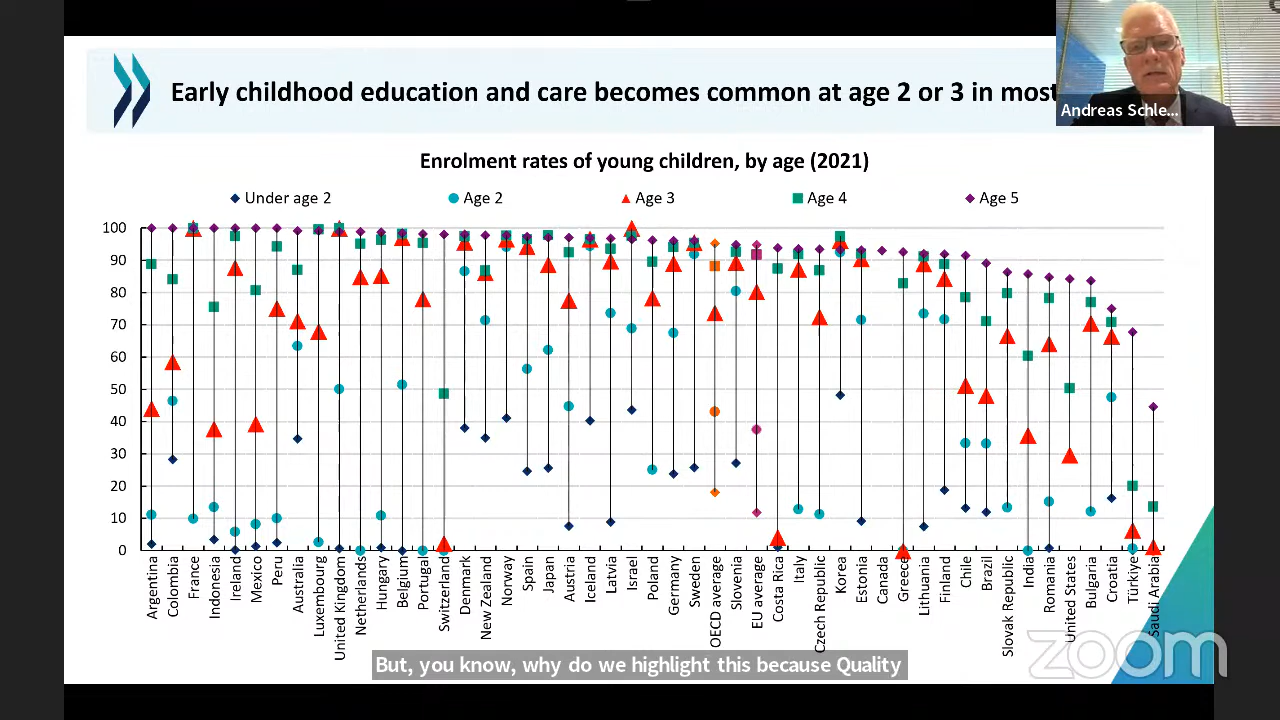 Early childhood education and care becomes common at age 2 or 3 in most
Andreas Schle...
Enrolment rates of young children, by age (2021)
Under age 2 Age 2 Age 3 Age 4 Age 5
100
90
80
70
60
50
40
30
20
10
0
Argentina
Colombia
France
Indonesia
Ireland
Mexico
Peru
Australia
Luxembourg
United Kingdom
Netherlands
Hungary
Belgium
Portugal
Switzerland
Denmark
New Zealand
Norway
Spain
Japan
Austria
Iceland
Latvia
Israel
Poland
Germany
Sweden
OECD average
Slovenia
EU average
Costa Rica
Italy
Czech Republic
Korea
Estonia
Canada
Greece
Lithuania
Finland
Chile
Brazil
Slovak Republic
India
Romania
United States
Bulgaria
Croatia
Türkiye
Saudi Arabia
But, you know, why do we highlight this because Quality
zoom